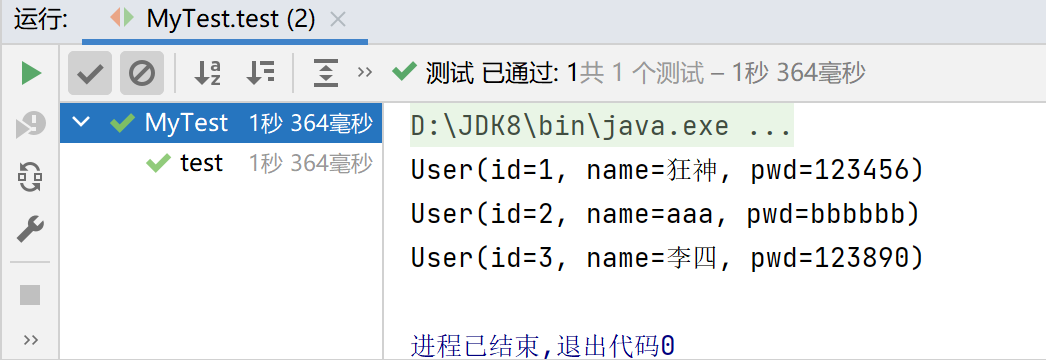 运行: MyTest.test (2)
测试 已通过: 1共 1 个测试 – 1秒 364毫秒
MyTest 1秒 364毫秒
test 1秒 364毫秒
D:\JDK8\bin\java.exe ...
User(id=1, name=狂神, pwd=123456)
User(id=2, name=aaa, pwd=bbbbbb)
User(id=3, name=李四, pwd=123890)
进程已结束,退出代码0